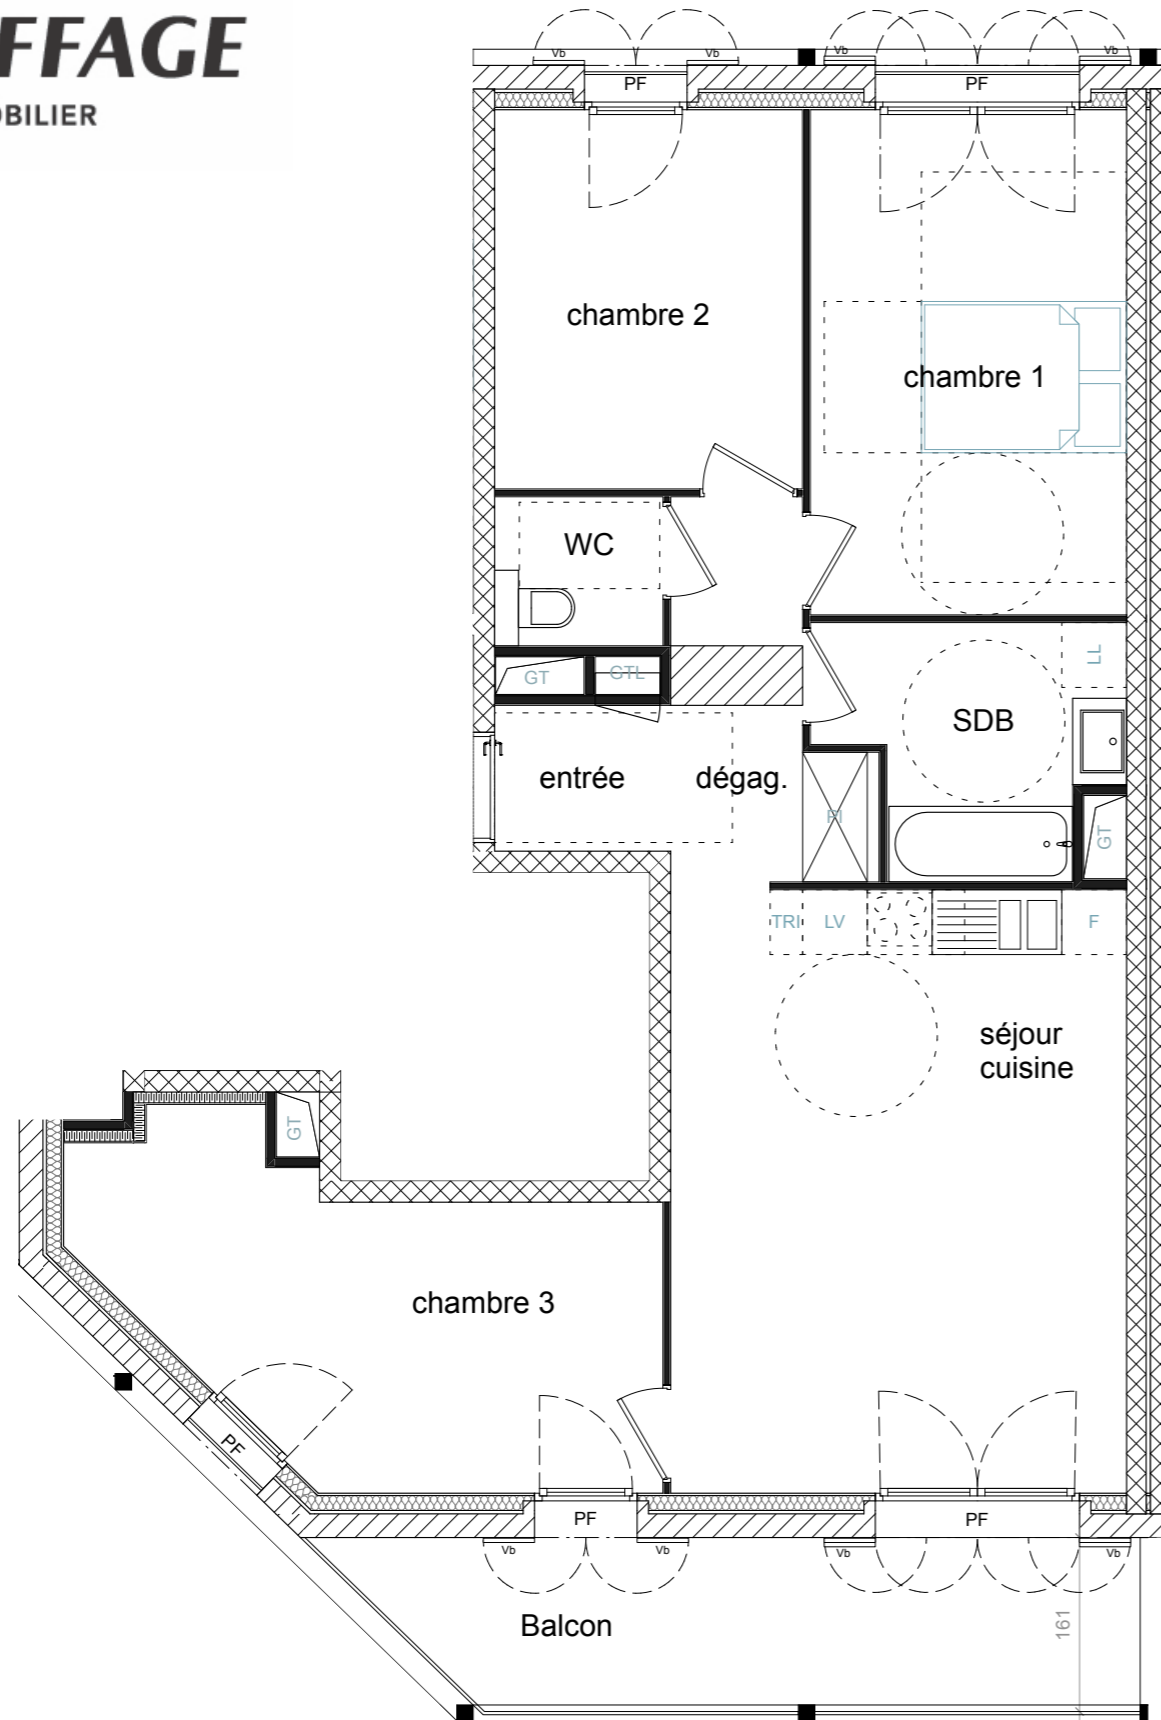 FFAGE
OBILIER
Vb
Vb
Vb
Vb
PF
PF
chambre 2
chambre 1
WC
LL
GT
GTL
SDB
entrée
dégag.
Pl
GT
TRI
LV
F
séjour
cuisine
GT
chambre 3
PF
PF
PF
Vb
Vb
Vb
Vb
Balcon
161